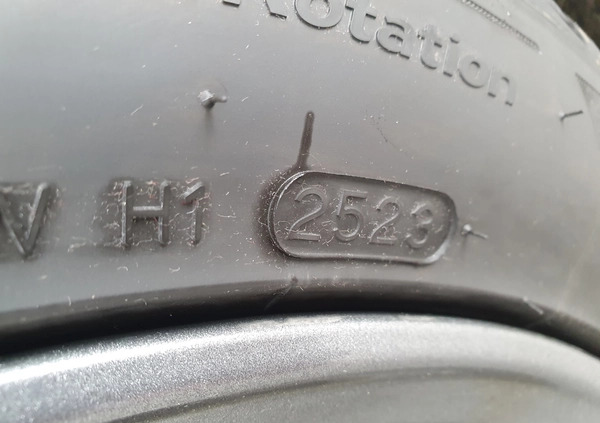 Rotation
V H1 2523